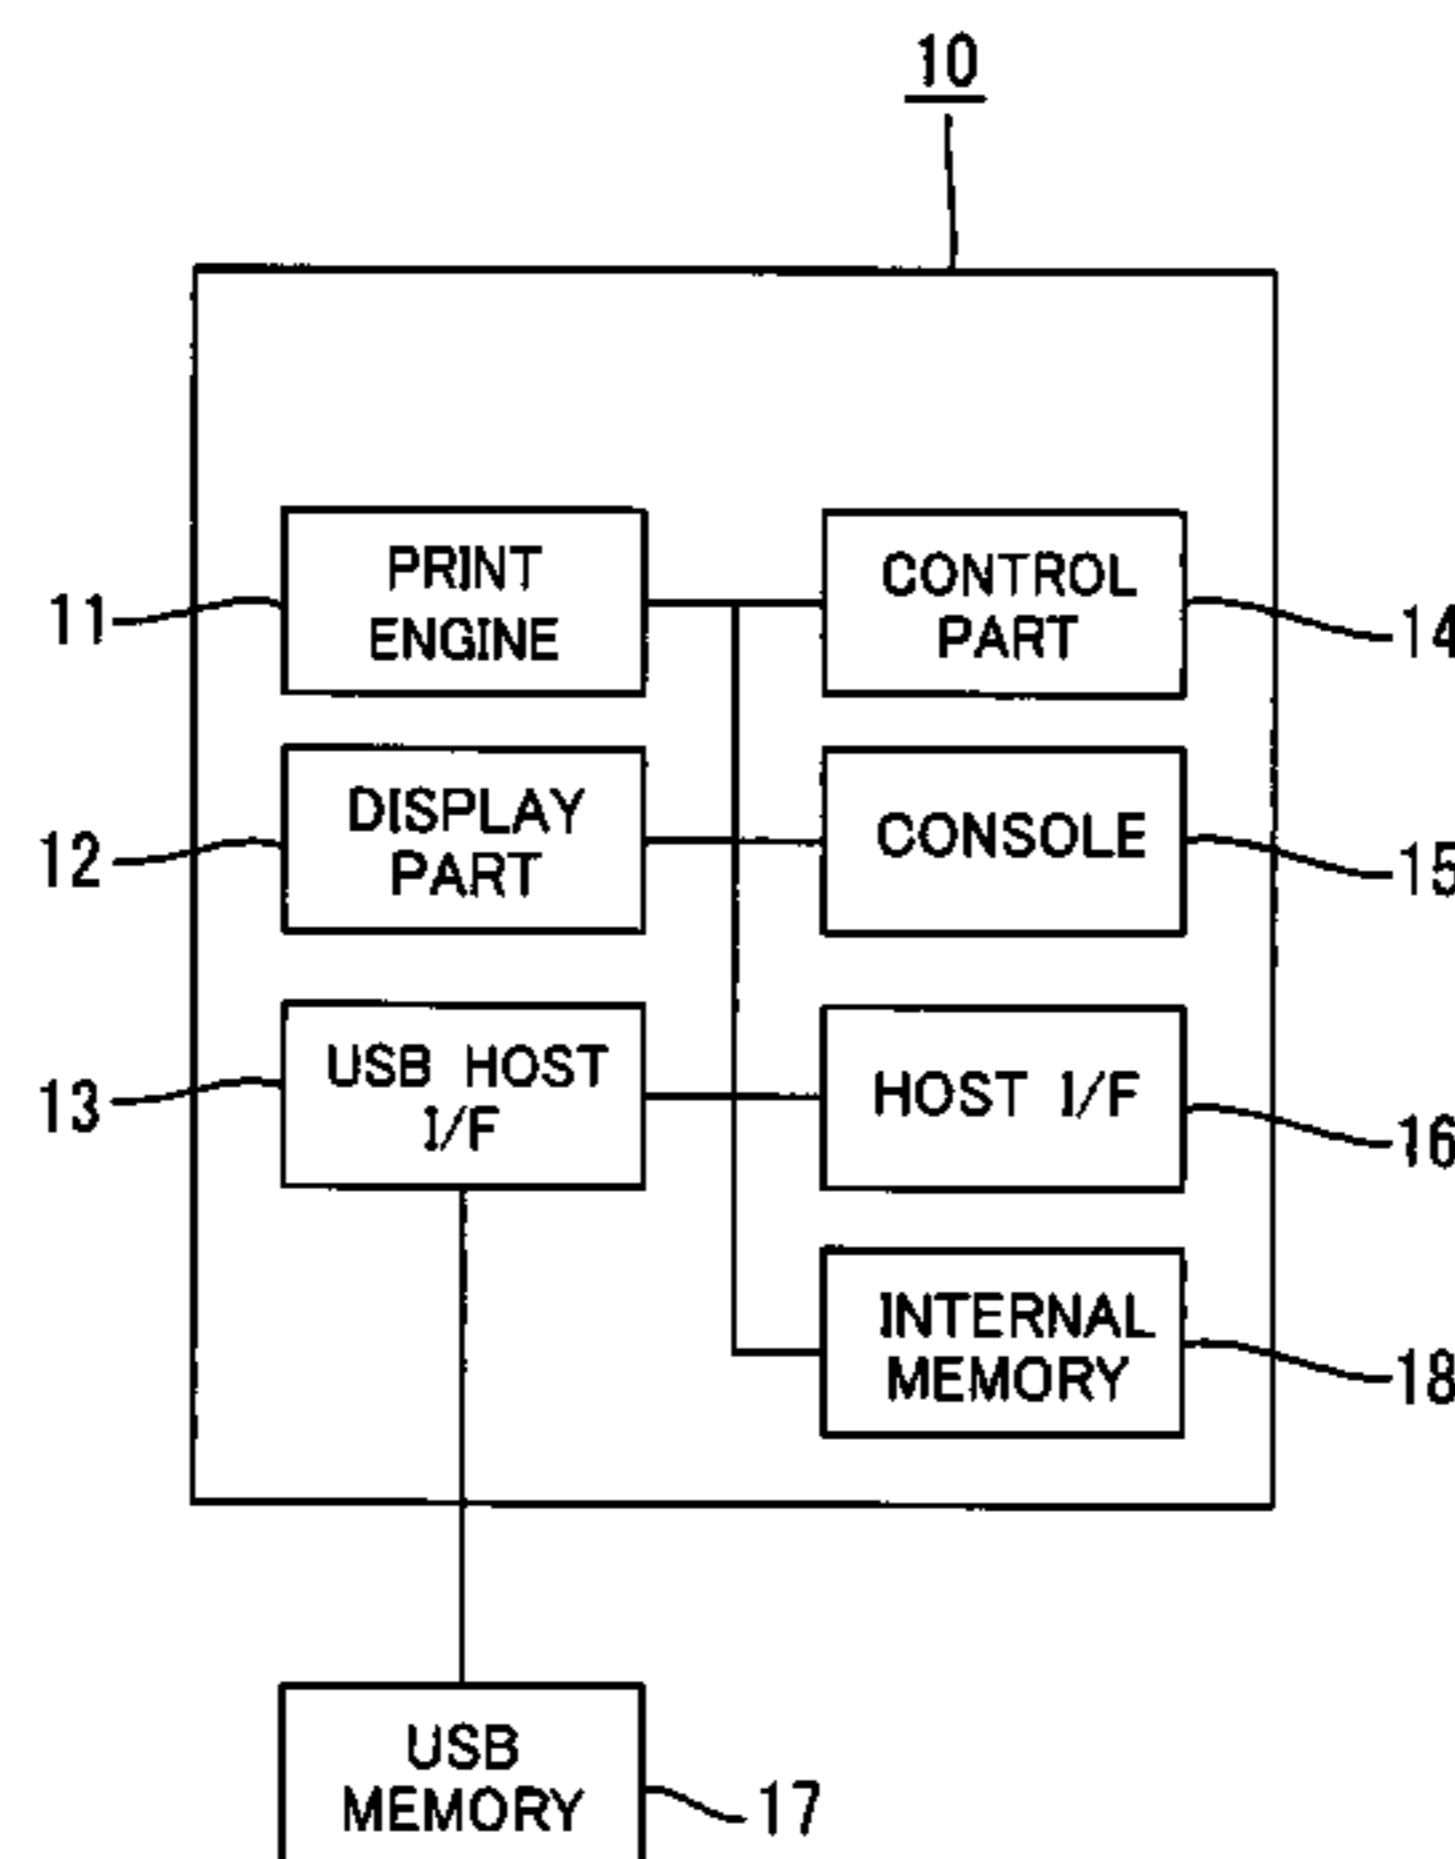 10
PRINT
ENGINE
11
CONTROL
PART
14
DISPLAY
PART
12
CONSOLE
15
USB HOST
I/F
13
HOST I/F
16
INTERNAL
MEMORY
18
USB
MEMORY
17